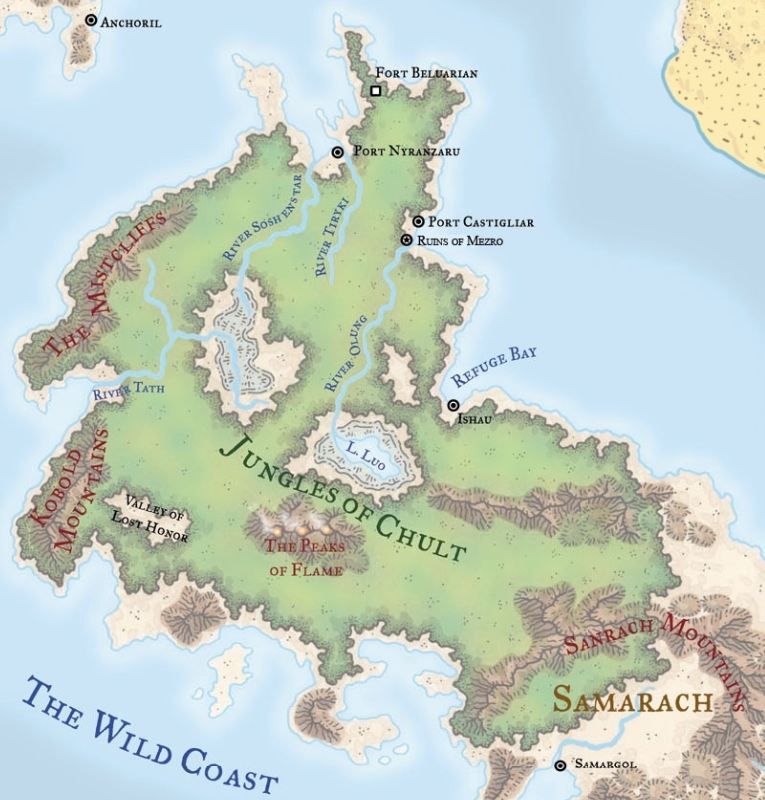 Anchoril
Fort Beluarian
Port Nyranzaru
River Soshenstar
River Tiryki
Port Castigliar
Ruins of Mezro
The Mistcliffs
River Olung
Refuge Bay
River Tath
Ishau
Kobold
Mountains
Jungles of Chult
L. Luo
Valley of
Lost Honor
The Peaks
of Flame
Sanrach Mountains
Samarach
The Wild Coast
Samargol